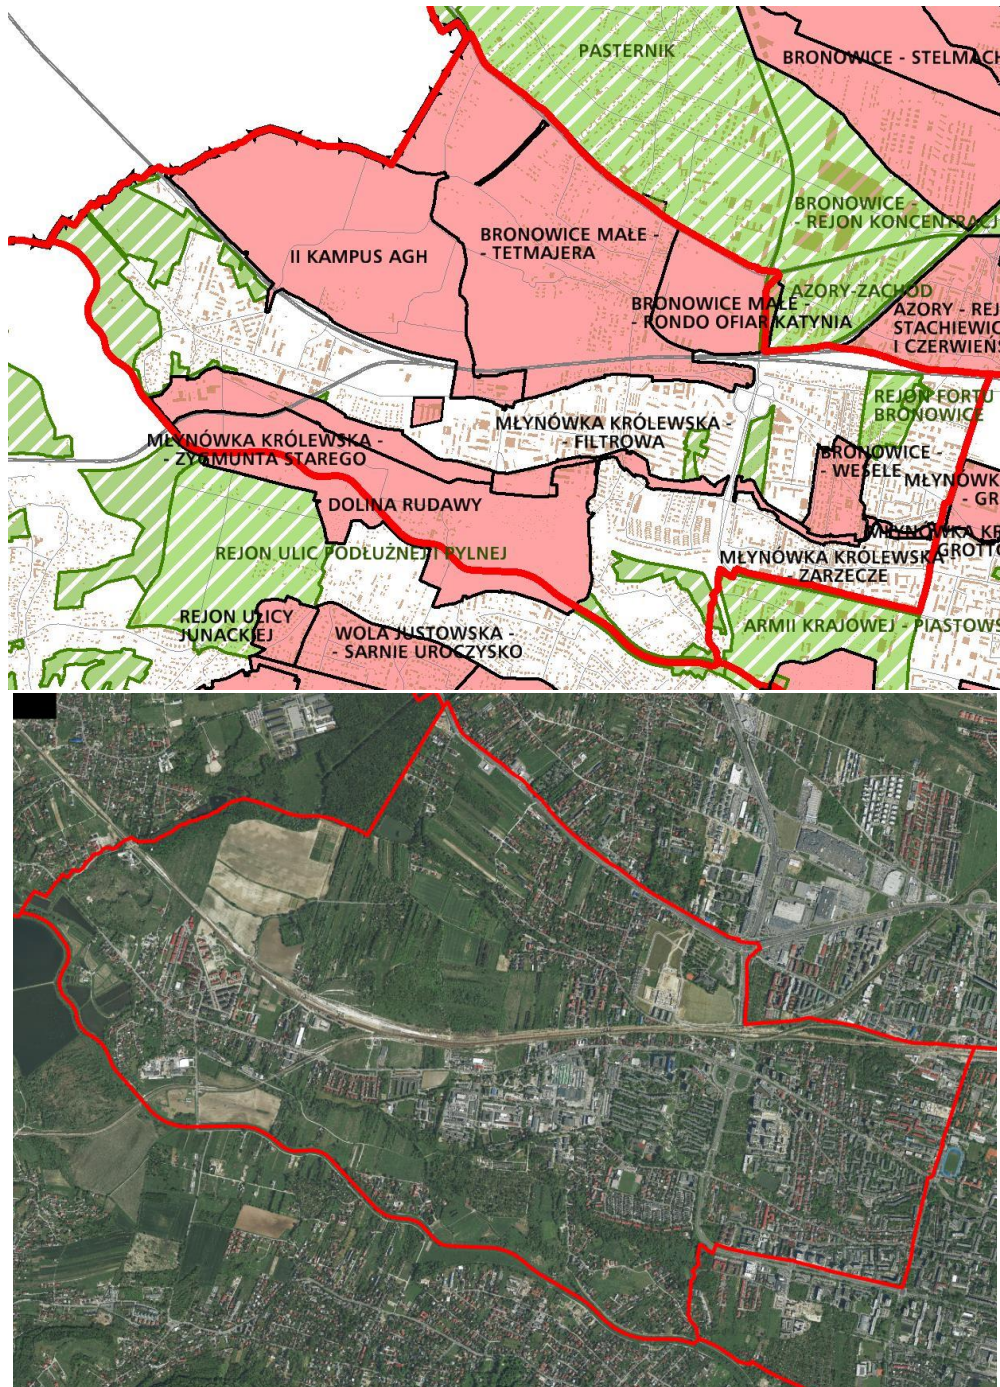 PASTERNIK
BRONOWICE - STELMACH
BRONOWICE -
- REJON KONCENTRACJ
II KAMPUS AGH
BRONOWICE MAŁE -
- TETMAJERA
AZORY-ZACHÓD
BRONOWICE MAŁE -
- RONDO OFIAR KATYNIA
AZORY - REJ
STACHIEWIC
I CZERWIEŃS
REJON FORTU
BRONOWICE
MŁYNÓWKA KRÓLEWSKA -
- FILTROWA
MŁYNÓWKA KRÓLEWSKA -
- ZYGMUNTA STAREGO
BRONOWICE -
- WESELE
MŁYNÓWK
- GR
DOLINA RUDAWY
MŁYNÓWKA KR
GROTTG
REJON ULIC PODŁUŻNEJ I PYLNEJ
MŁYNÓWKA KRÓLEWSKA
- ZARZECZE
REJON ULICY
JUNACKIEJ
WOLA JUSTOWSKA -
- SARNIE UROCZYSKO
ARMII KRAJOWEJ - PIASTOWS